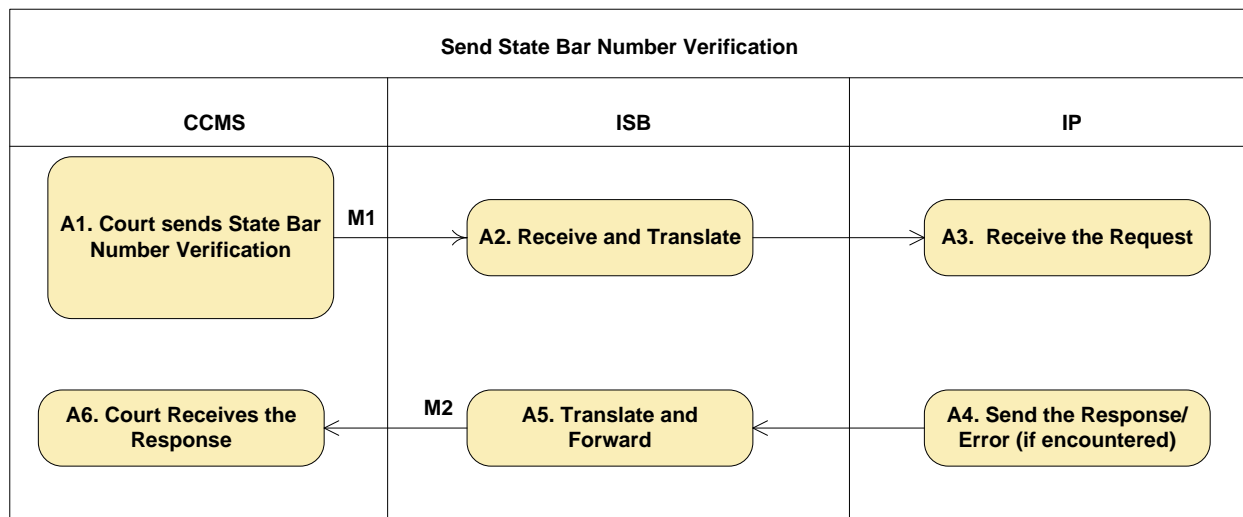 Send State Bar Number Verification
CCMS
ISB
IP
A1. Court sends State Bar
Number Verification
M1
A2. Receive and Translate
A3. Receive the Request
A6. Court Receives the
Response
M2
A5. Translate and
Forward
A4. Send the Response/
Error (if encountered)